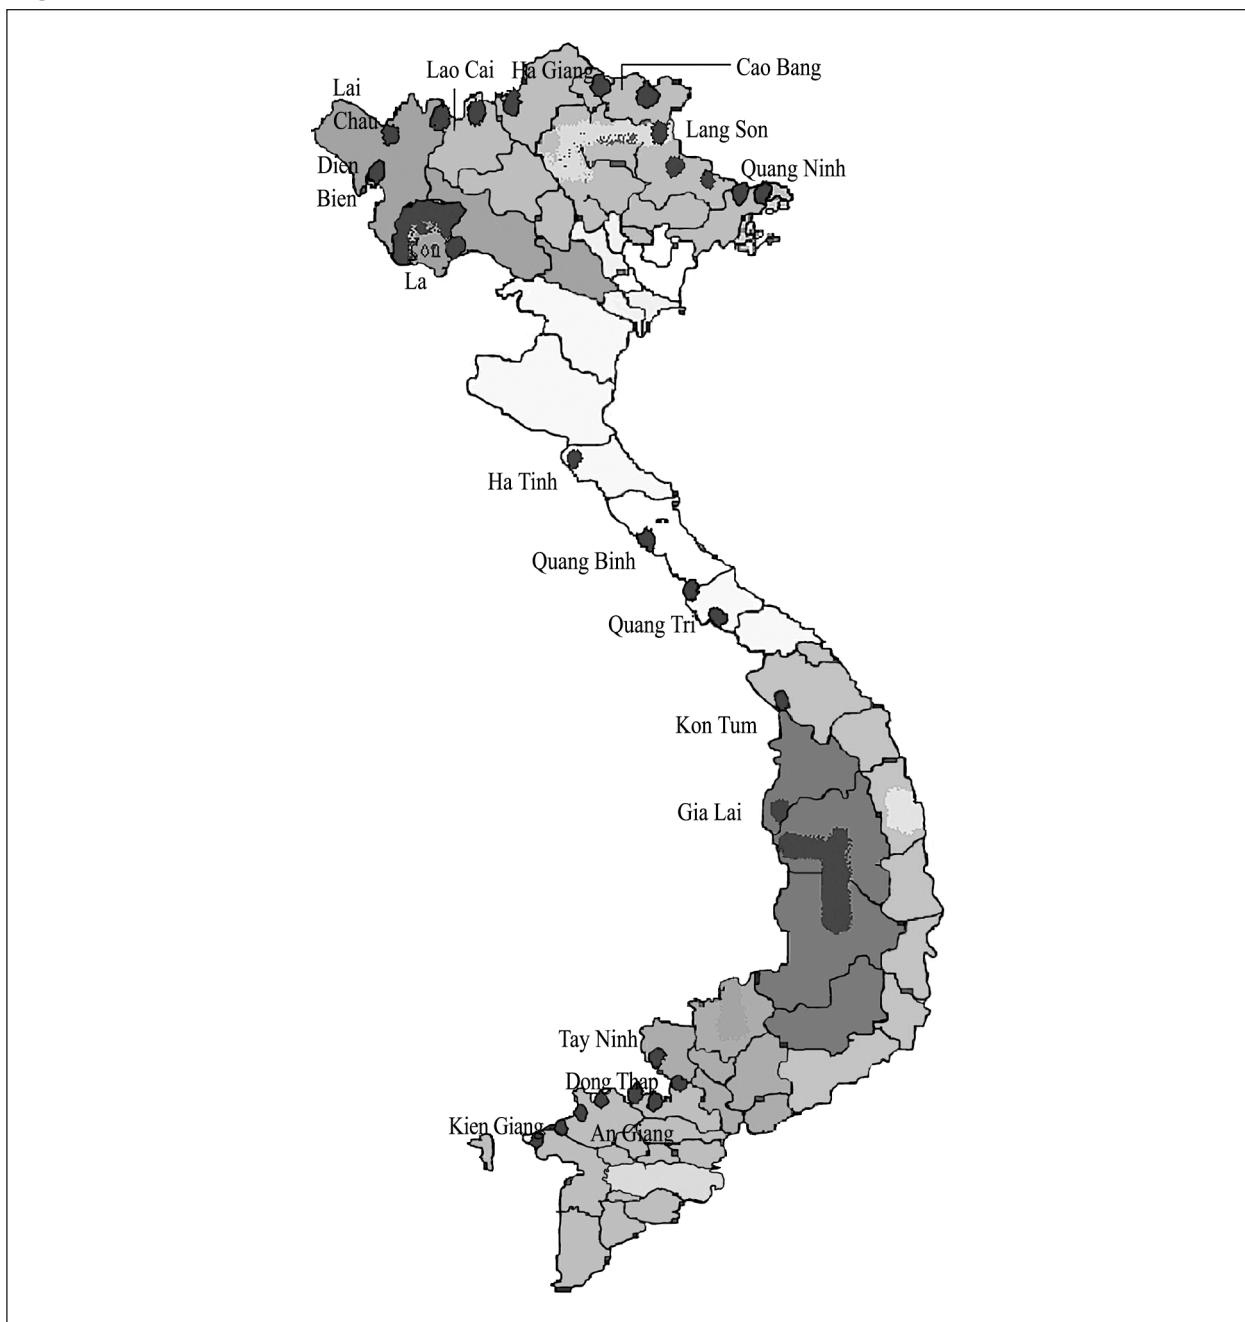 Lao Cai
Ha Giang
Cao Bang
Lai
Chau
Lang Son
Dien
Bien
Quang Ninh
on
La
Ha Tinh
Quang Binh
Quang Tri
Kon Tum
Gia Lai
Tay Ninh
Dong Thap
Kien Giang
An Giang